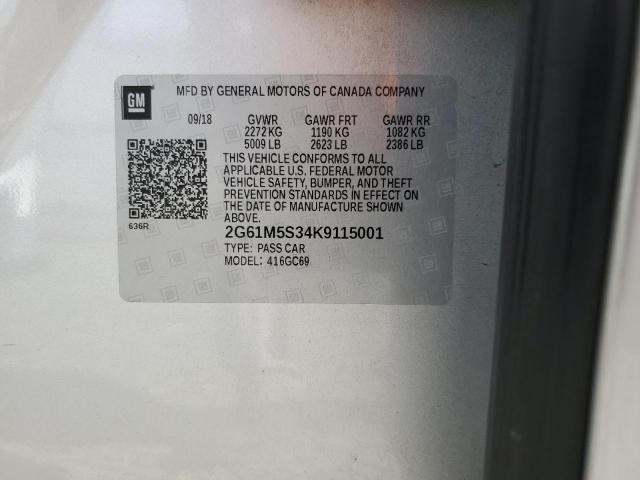 GM
MFD BY GENERAL MOTORS OF CANADA COMPANY
09/18 GVWR GAWR FRT GAWR RR
2272 KG 1190 KG 1082 KG
5009 LB 2623 LB 2386 LB
THIS VEHICLE CONFORMS TO ALL
APPLICABLE U.S. FEDERAL MOTOR
VEHICLE SAFETY, BUMPER, AND THEFT
PREVENTION STANDARDS IN EFFECT ON
THE DATE OF MANUFACTURE SHOWN
ABOVE.
636R
2G61M5S34K9115001
TYPE: PASS CAR
MODEL: 416GC69